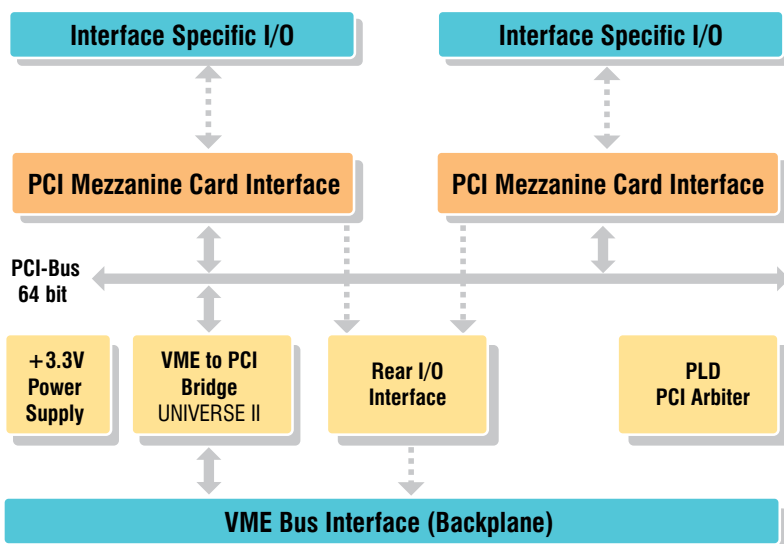 Interface Specific I/O
Interface Specific I/O
PCI Mezzanine Card Interface
PCI Mezzanine Card Interface
PCI-Bus
64 bit
+3.3V
Power
Supply
VME to PCI
Bridge
UNIVERSE II
Rear I/O
Interface
PLD
PCI Arbiter
VME Bus Interface (Backplane)